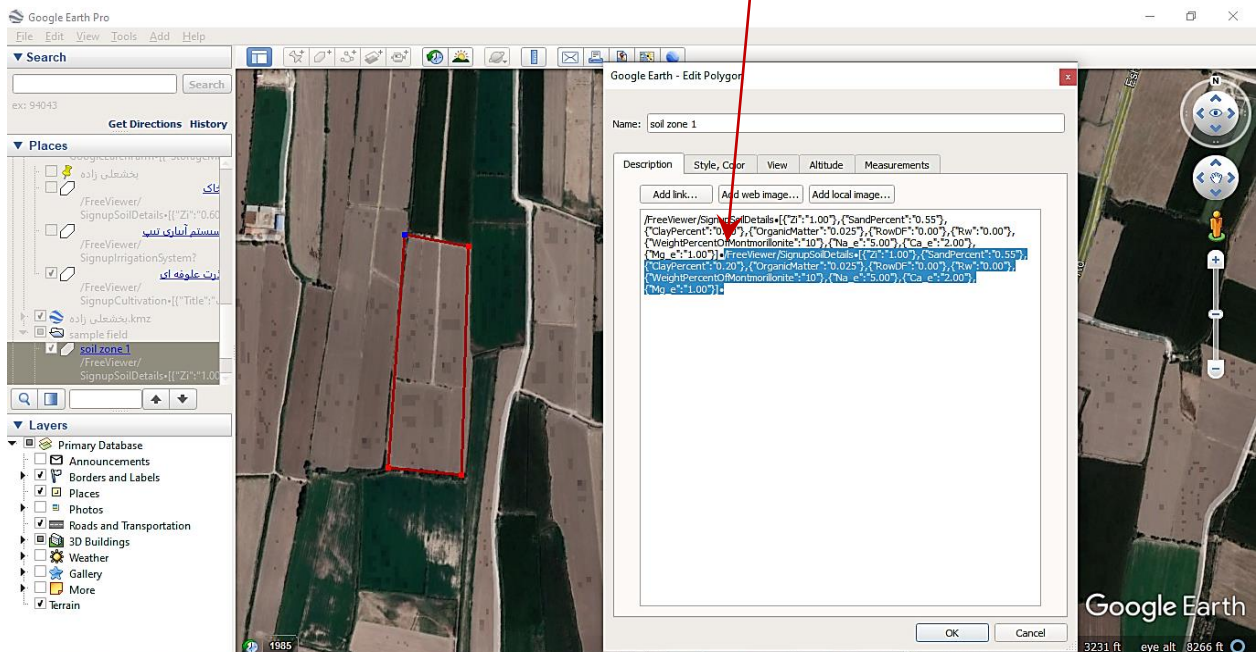 Google Earth Pro
File Edit View Tools Add Help
Search
Search
ex: 94043
Get Directions History
Places
بخشعلی زاده
خاک
/FreeViewer/
SignupSoilDetails•[{"Zi":"0.60
سیستم آبیاری تیپ
/FreeViewer/
SignupIrrigationSystem?
ذرت علوفه ای
/FreeViewer/
SignupCultivation•[{"Title":"
بخشعلی زاده.kmz
sample field
soil zone 1
/FreeViewer/
SignupSoilDetails•[{"Zi":"1.00
Layers
Primary Database
Announcements
Borders and Labels
Places
Photos
Roads and Transportation
3D Buildings
Weather
Gallery
More
Terrain
1985
Google Earth - Edit Polygon
Name: soil zone 1
Description Style, Color View Altitude Measurements
Add link... Add web image... Add local image...
/FreeViewer/SignupSoilDetails•[{"Zi":"1.00"},{"SandPercent":"0.55"},
{"ClayPercent":"0.20"},{"OrganicMatter":"0.025"},{"RowDF":"0.00"},{"Rw":"0.00"},
{"WeightPercentOfMontmorillonite":"10"},{"Na_e":"5.00"},{"Ca_e":"2.00"},
{"Mg_e":"1.00"}]•/FreeViewer/SignupSoilDetails•[{"Zi":"1.00"},{"SandPercent":"0.55"},
{"ClayPercent":"0.20"},{"OrganicMatter":"0.025"},{"RowDF":"0.00"},{"Rw":"0.00"},
{"WeightPercentOfMontmorillonite":"10"},{"Na_e":"5.00"},{"Ca_e":"2.00"},
{"Mg_e":"1.00"}]•
OK Cancel
N
Google Earth
3231 ft eye alt 8266 ft